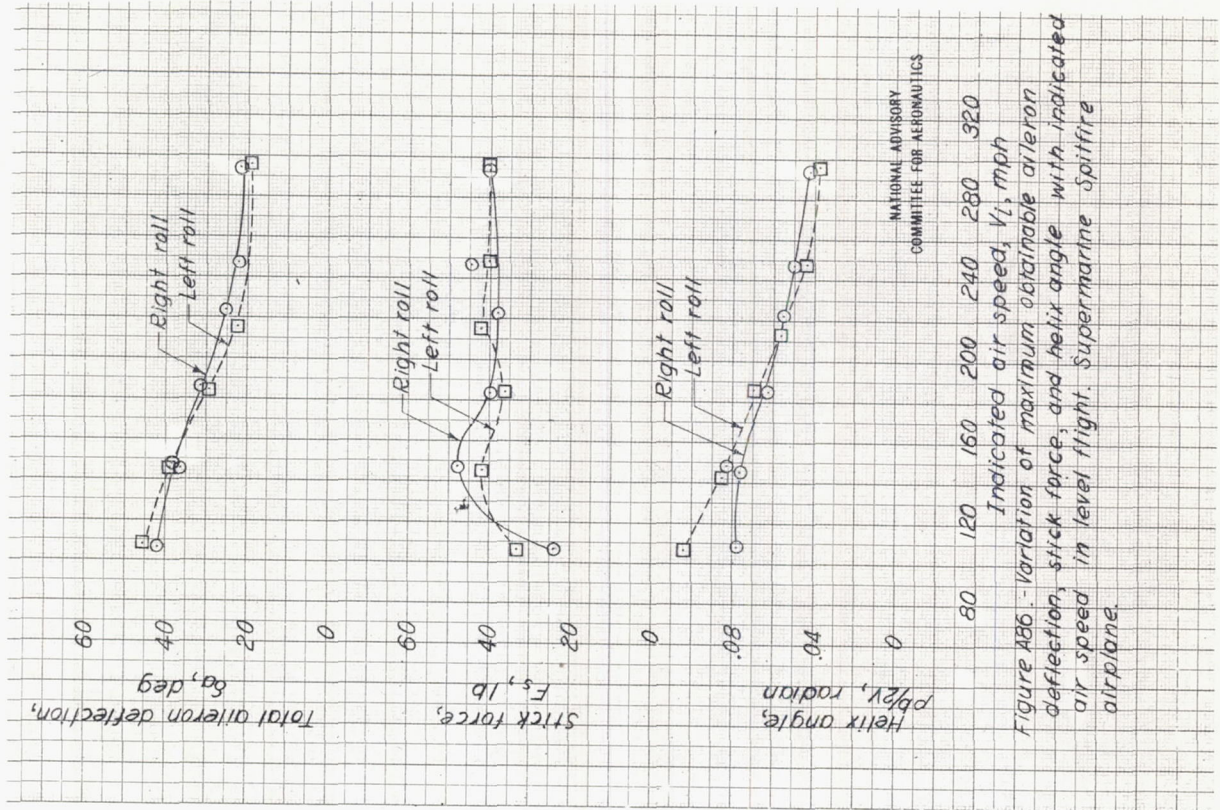 60
40
20
0
Total aileron deflection,
δa, deg
Right roll
Left roll
60
40
20
0
Stick force,
Fs, lb
Right roll
Left roll
.08
.04
0
Helix angle,
pb/2V, radian
Right roll
Left roll
NATIONAL ADVISORY
COMMITTEE FOR AERONAUTICS
80 120 160 200 240 280 320
Indicated air speed, Vi, mph
Figure A86.- Variation of maximum obtainable aileron
deflection, stick force, and helix angle with indicated
air speed in level flight. Supermarine Spitfire
airplane.